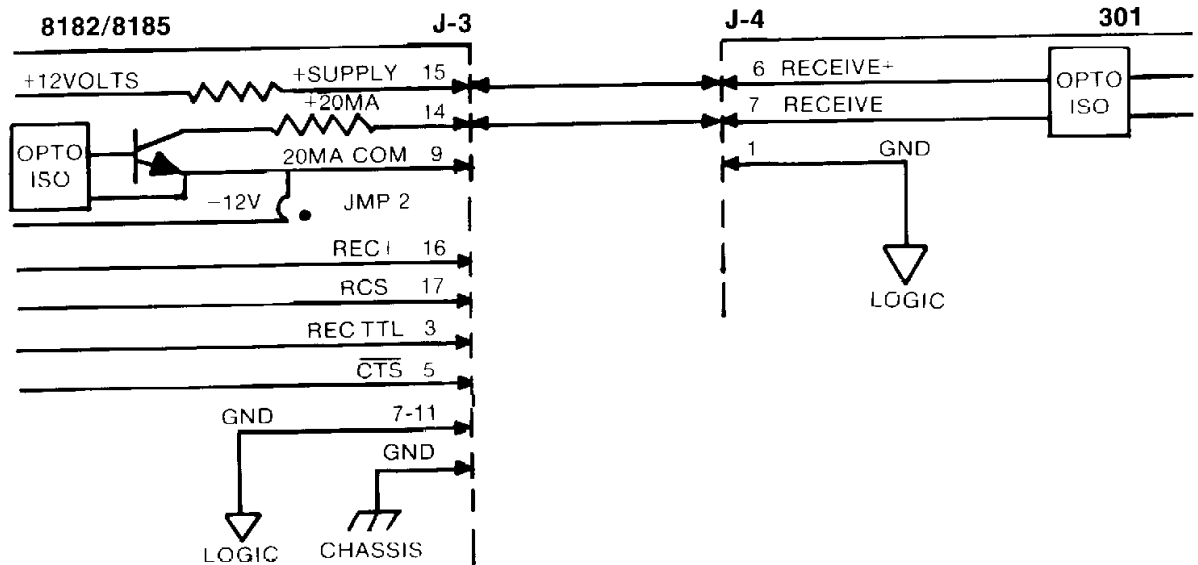 8182/8185 J-3 J-4 301
+12VOLTS +SUPPLY 15 6 RECEIVE+
+20MA 14 7 RECEIVE
OPTO ISO
OPTO ISO
20MA COM 9 1 GND
−12V JMP 2
REC I 16
RCS 17
LOGIC
REC TTL 3
CTS 5
GND 7-11
GND
LOGIC CHASSIS